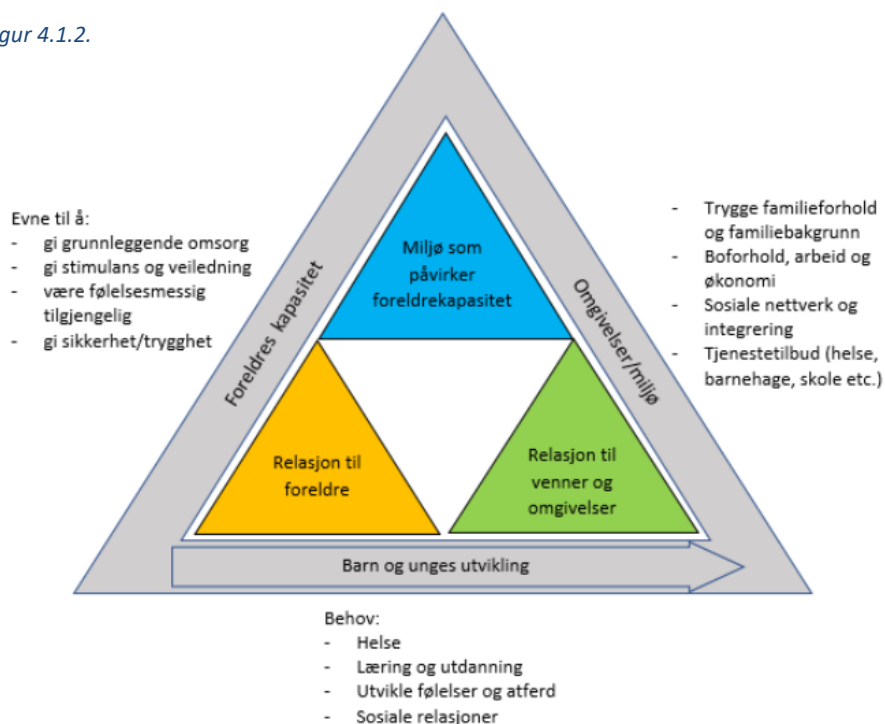 gur 4.1.2.
Evne til å:
- gi grunnleggende omsorg
- gi stimulans og veiledning
- være følelsesmessig
tilgjengelig
- gi sikkerhet/trygghet
Foreldres kapasitet
Miljø som
påvirker
foreldrekapasitet
Omgivelser/miljø
- Trygge familieforhold
og familiebakgrunn
- Boforhold, arbeid og
økonomi
- Sosiale nettverk og
integrering
- Tjenestetilbud (helse,
barnehage, skole etc.)
Relasjon til
foreldre
Relasjon til
venner og
omgivelser
Barn og unges utvikling
Behov:
- Helse
- Læring og utdanning
- Utvikle følelser og atferd
- Sosiale relasjoner